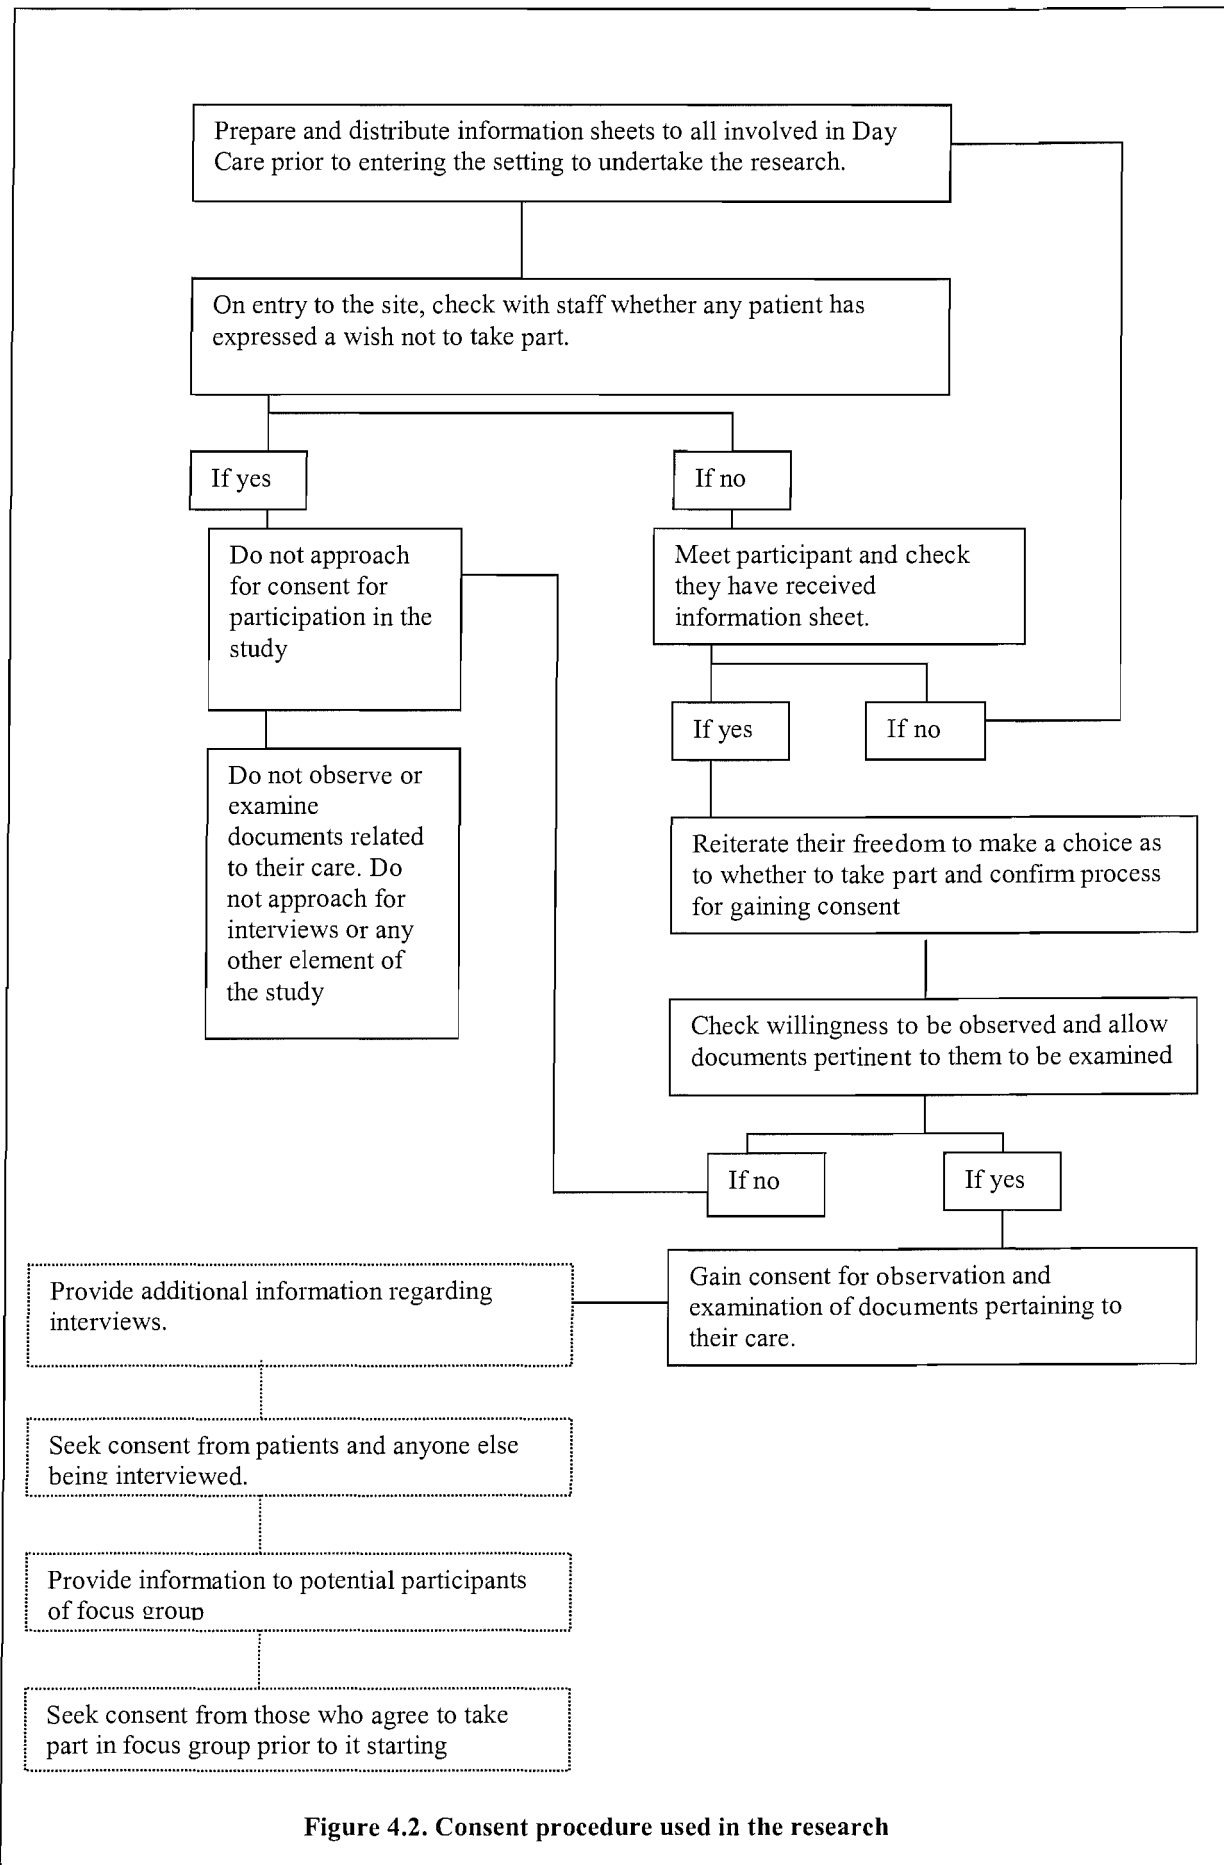 Prepare and distribute information sheets to all involved in Day
Care prior to entering the setting to undertake the research.
On entry to the site, check with staff whether any patient has
expressed a wish not to take part.
If yes
If no
Do not approach
for consent for
participation in the
study
Meet participant and check
they have received
information sheet.
If yes
If no
Do not observe or
examine
documents related
to their care. Do
not approach for
interviews or any
other element of
the study
Reiterate their freedom to make a choice as
to whether to take part and confirm process
for gaining consent
Check willingness to be observed and allow
documents pertinent to them to be examined
If no
If yes
Gain consent for observation and
examination of documents pertaining to
their care.
Provide additional information regarding
interviews.
Seek consent from patients and anyone else
being interviewed.
Provide information to potential participants
of focus group
Seek consent from those who agree to take
part in focus group prior to it starting
Figure 4.2. Consent procedure used in the research